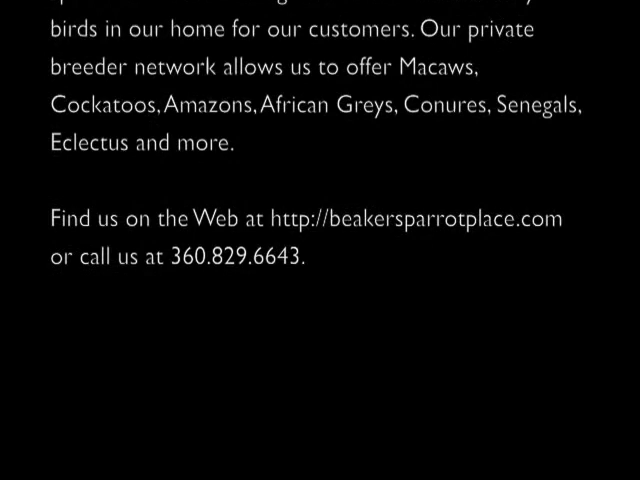 birds in our home for our customers. Our private
breeder network allows us to offer Macaws,
Cockatoos, Amazons, African Greys, Conures, Senegals,
Eclectus and more.
Find us on the Web at http://beakersparrotplace.com
or call us at 360.829.6643.